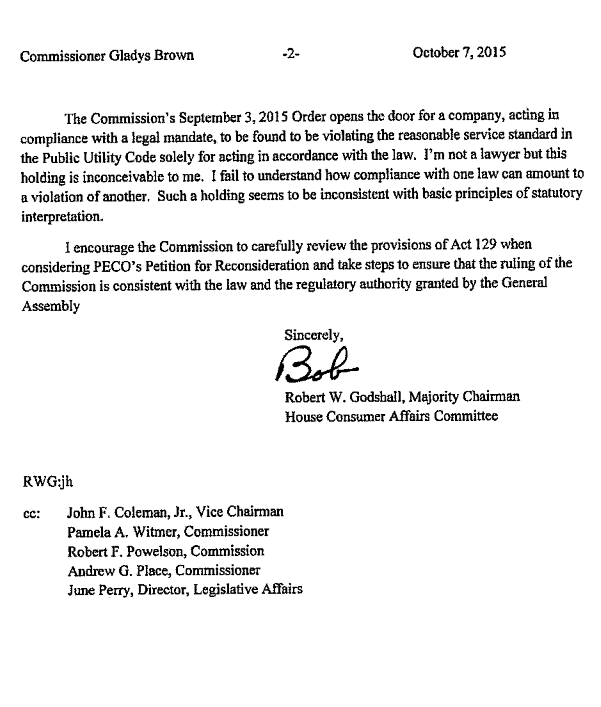 Commissioner Gladys Brown -2- October 7, 2015
The Commission's September 3, 2015 Order opens the door for a company, acting in
compliance with a legal mandate, to be found to be violating the reasonable service standard in
the Public Utility Code solely for acting in accordance with the law. I'm not a lawyer but this
holding is inconceivable to me. I fail to understand how compliance with one law can amount to
a violation of another. Such a holding seems to be inconsistent with basic principles of statutory
interpretation.
I encourage the Commission to carefully review the provisions of Act 129 when
considering PECO's Petition for Reconsideration and take steps to ensure that the ruling of the
Commission is consistent with the law and the regulatory authority granted by the General
Assembly
Sincerely,
Bob
Robert W. Godshall, Majority Chairman
House Consumer Affairs Committee
RWG:jh
cc: John F. Coleman, Jr., Vice Chairman
Pamela A. Witmer, Commissioner
Robert F. Powelson, Commission
Andrew G. Place, Commissioner
June Perry, Director, Legislative Affairs